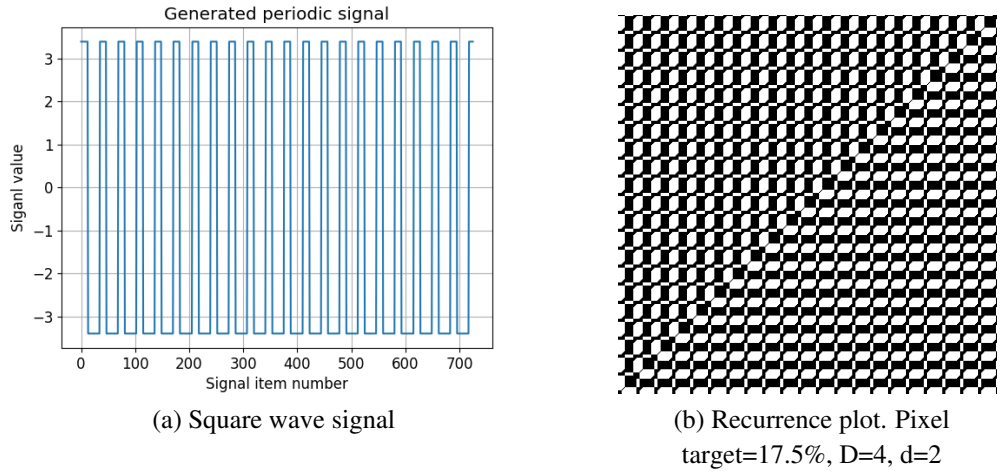 Generated periodic signal
3
2
1
0
−1
−2
−3
Siganl value
0 100 200 300 400 500 600 700
Signal item number
(a) Square wave signal
(b) Recurrence plot. Pixel
target=17.5%, D=4, d=2